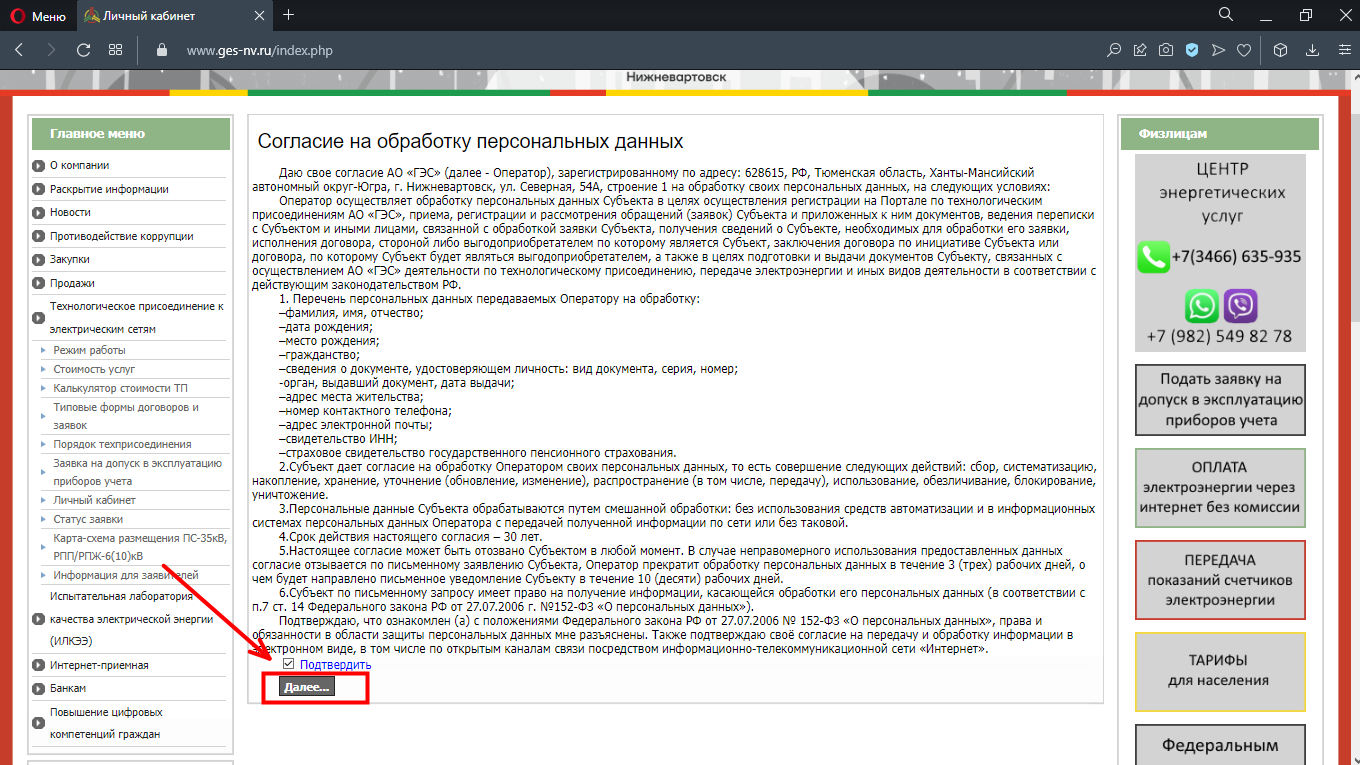 Меню
Личный кабинет
www.ges-nv.ru/index.php
Нижневартовск
Главное меню
О компании
Раскрытие информации
Новости
Противодействие коррупции
Закупки
Продажи
Технологическое присоединение к
электрическим сетям
Режим работы
Стоимость услуг
Калькулятор стоимости ТП
Типовые формы договоров и
заявок
Порядок техприсоединения
Заявка на допуск в эксплуатацию
приборов учета
Личный кабинет
Статус заявки
Карта-схема размещения ПС-35кВ,
РПП/РПЖ-6(10)кВ
Информация для заявителей
Испытательная лаборатория
качества электрической энергии
(ИЛКЭЭ)
Интернет-приемная
Банкам
Повышение цифровых
компетенций граждан
Согласие на обработку персональных данных
Даю свое согласие АО «ГЭС» (далее - Оператор), зарегистрированному по адресу: 628615, РФ, Тюменская область, Ханты-Мансийский
автономный округ-Югра, г. Нижневартовск, ул. Северная, 54А, строение 1 на обработку своих персональных данных, на следующих условиях:
Оператор осуществляет обработку персональных данных Субъекта в целях осуществления регистрации на Портале по технологическим
присоединениям АО «ГЭС», приема, регистрации и рассмотрения обращений (заявок) Субъекта и приложенных к ним документов, ведения переписки
с Субъектом и иными лицами, связанной с обработкой заявки Субъекта, получения сведений о Субъекте, необходимых для обработки его заявки,
исполнения договора, стороной либо выгодоприобретателем по которому является Субъект, заключения договора по инициативе Субъекта или
договора, по которому Субъект будет являться выгодоприобретателем, а также в целях подготовки и выдачи документов Субъекту, связанных с
осуществлением АО «ГЭС» деятельности по технологическому присоединению, передаче электроэнергии и иных видов деятельности в соответствии с
действующим законодательством РФ.
1. Перечень персональных данных передаваемых Оператору на обработку:
–фамилия, имя, отчество;
–дата рождения;
–место рождения;
–гражданство;
–сведения о документе, удостоверяющем личность: вид документа, серия, номер;
-орган, выдавший документ, дата выдачи;
–адрес места жительства;
–номер контактного телефона;
–адрес электронной почты;
–свидетельство ИНН;
–страховое свидетельство государственного пенсионного страхования.
2.Субъект дает согласие на обработку Оператором своих персональных данных, то есть совершение следующих действий: сбор, систематизацию,
накопление, хранение, уточнение (обновление, изменение), распространение (в том числе, передачу), использование, обезличивание, блокирование,
уничтожение.
3.Персональные данные Субъекта обрабатываются путем смешанной обработки: без использования средств автоматизации и в информационных
системах персональных данных Оператора с передачей полученной информации по сети или без таковой.
4.Срок действия настоящего согласия – 30 лет.
5.Настоящее согласие может быть отозвано Субъектом в любой момент. В случае неправомерного использования предоставленных данных
согласие отзывается по письменному заявлению Субъекта, Оператор прекратит обработку персональных данных в течение 3 (трех) рабочих дней, о
чем будет направлено письменное уведомление Субъекту в течение 10 (десяти) рабочих дней.
6.Субъект по письменному запросу имеет право на получение информации, касающейся обработки его персональных данных (в соответствии с
п.7 ст. 14 Федерального закона РФ от 27.07.2006 г. №152-ФЗ «О персональных данных»).
Подтверждаю, что ознакомлен (а) с положениями Федерального закона РФ от 27.07.2006 № 152-ФЗ «О персональных данных», права и
обязанности в области защиты персональных данных мне разъяснены. Также подтверждаю своё согласие на передачу и обработку информации в
электронном виде, в том числе по открытым каналам связи посредством информационно-телекоммуникационной сети «Интернет».
Подтвердить
Далее...
Физлицам
ЦЕНТР
энергетических
услуг
+7(3466) 635-935
+7 (982) 549 82 78
Подать заявку на
допуск в эксплуатацию
приборов учета
ОПЛАТА
электроэнергии через
интернет без комиссии
ПЕРЕДАЧА
показаний счетчиков
электроэнергии
ТАРИФЫ
для населения
Федеральным